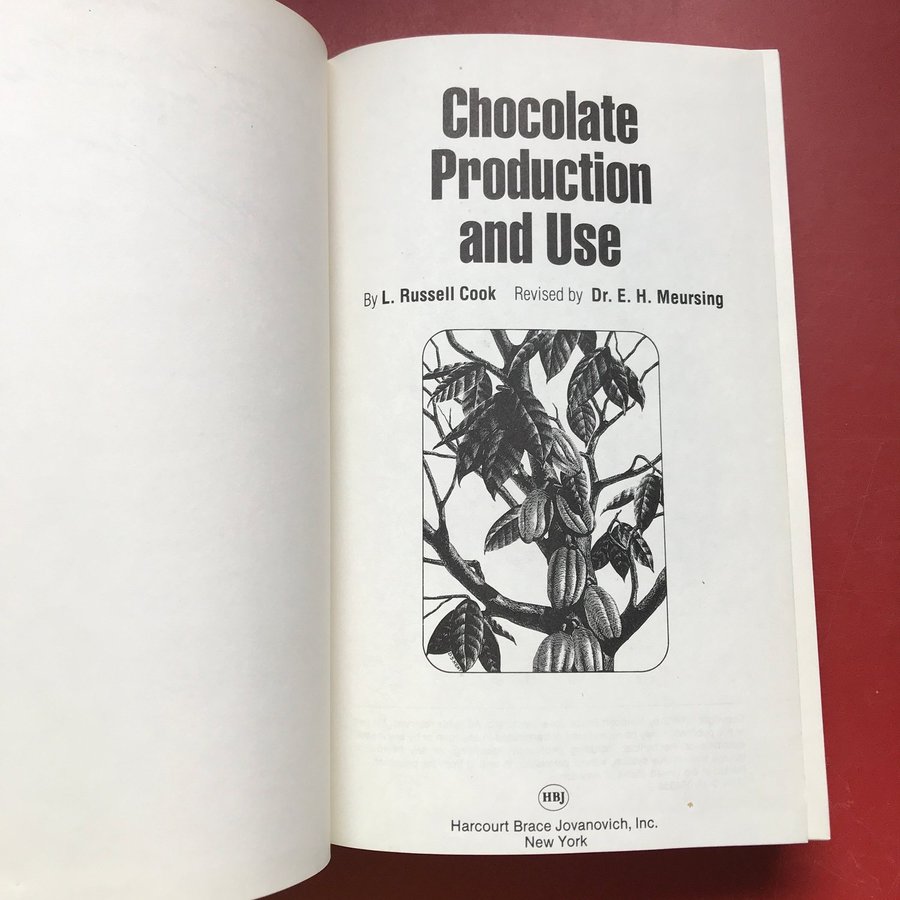 Chocolate
Production
and Use
By L. Russell Cook Revised by Dr. E. H. Meursing
HBJ
Harcourt Brace Jovanovich, Inc.
New York